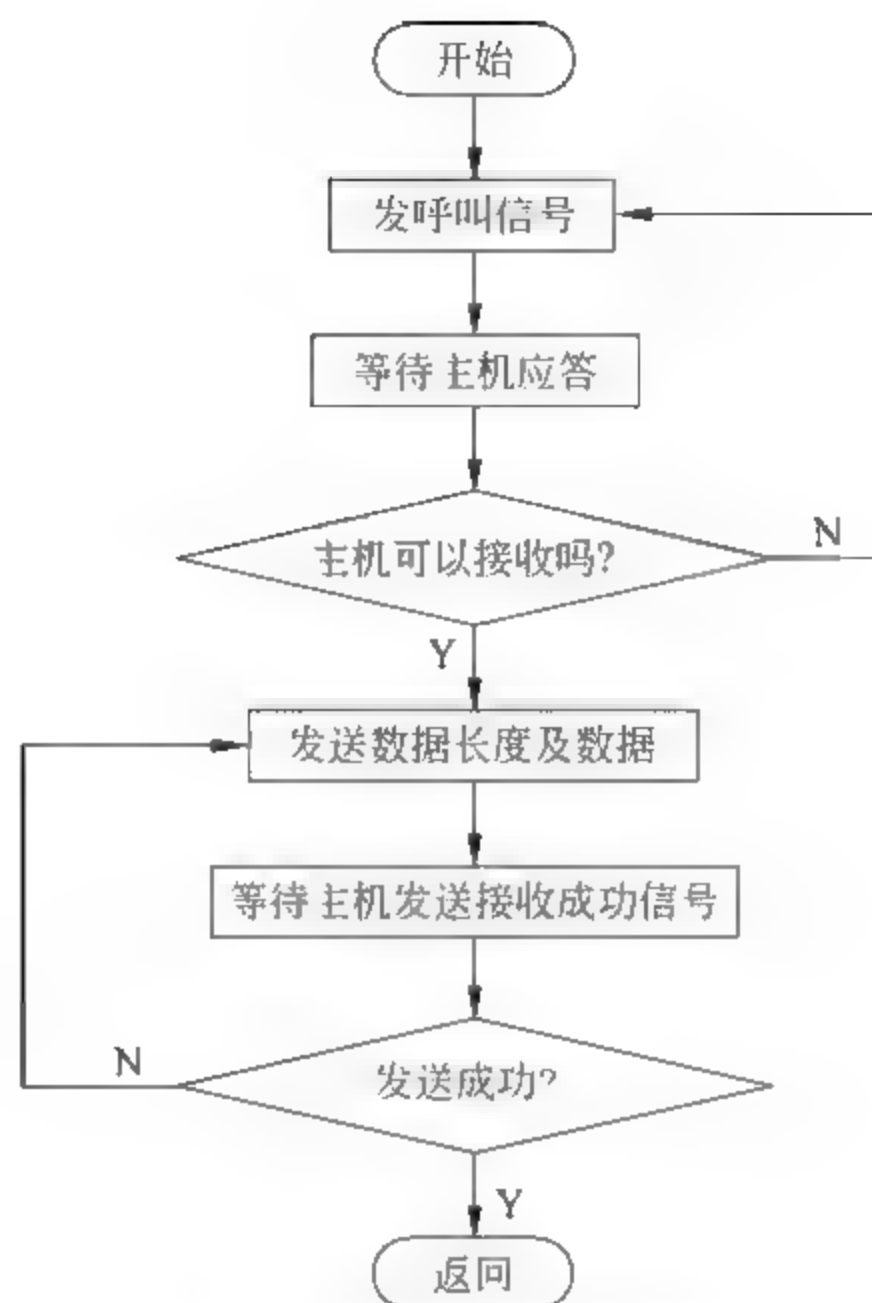 开始
发呼叫信号
等待主机应答
主机可以接收吗?
N
Y
发送数据长度及数据
等待主机发送接收成功信号
N
发送成功?
Y
返回